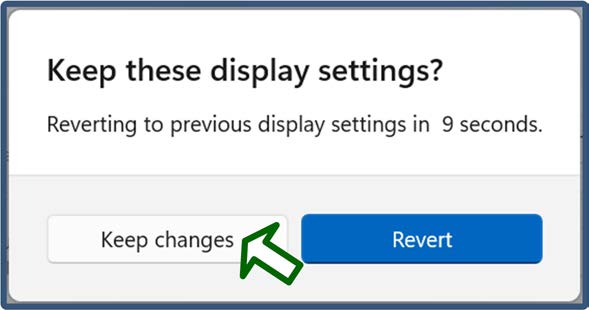 Keep these display settings?
Reverting to previous display settings in 9 seconds.
Keep changes
Revert